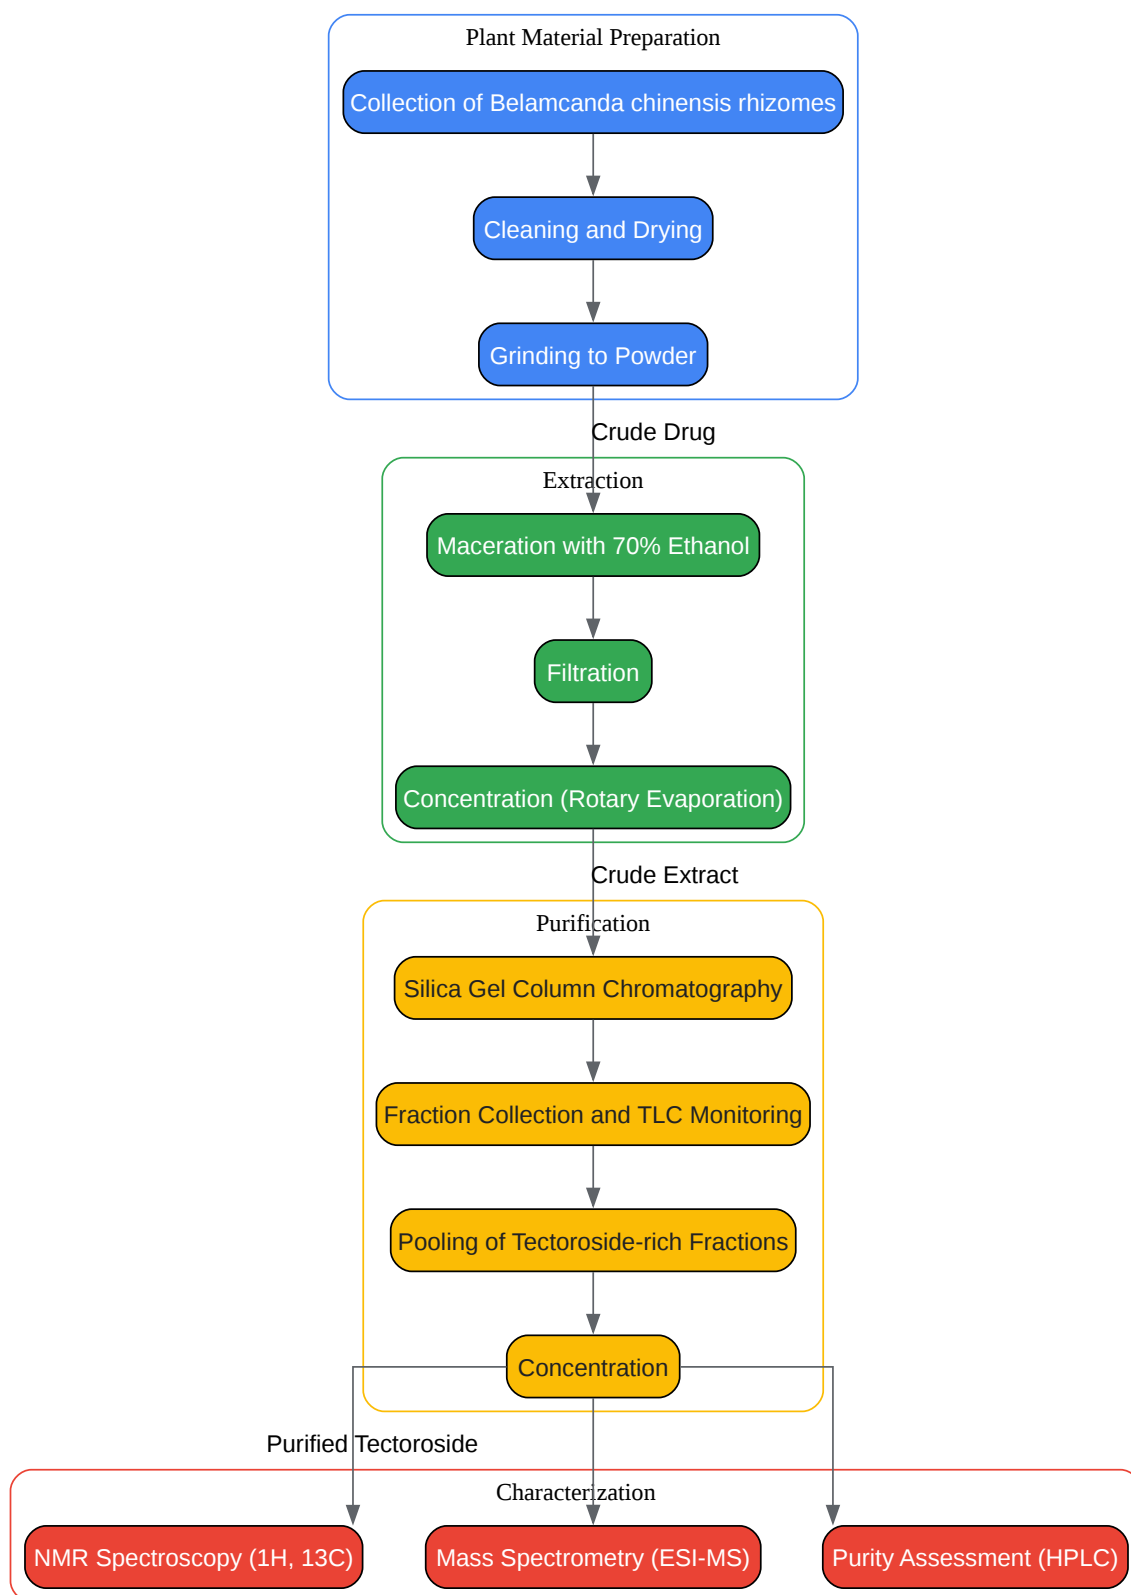 Plant Material Preparation
Collection of Belamcanda chinensis rhizomes
Cleaning and Drying
Grinding to Powder
Crude Drug
Extraction
Maceration with 70% Ethanol
Filtration
Concentration (Rotary Evaporation)
Crude Extract
Purification
Silica Gel Column Chromatography
Fraction Collection and TLC Monitoring
Pooling of Tectoroside-rich Fractions
Concentration
Purified Tectoroside
Characterization
NMR Spectroscopy (1H, 13C)
Mass Spectrometry (ESI-MS)
Purity Assessment (HPLC)